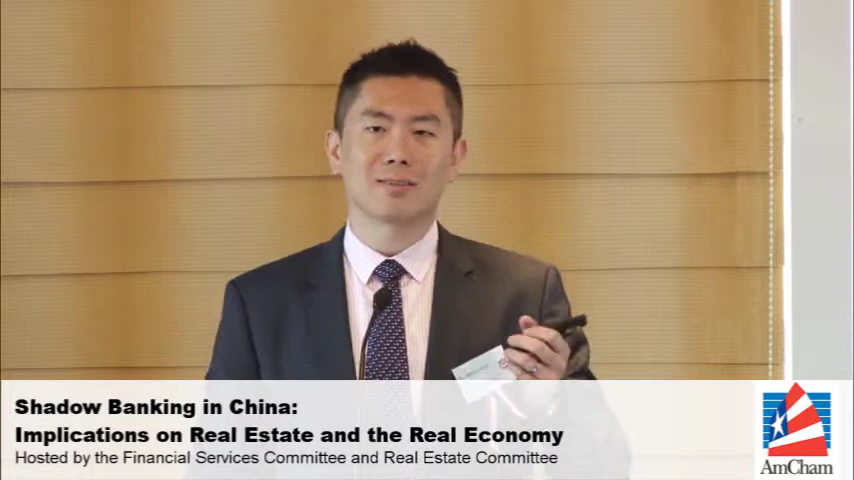 Shadow Banking in China:
Implications on Real Estate and the Real Economy
Hosted by the Financial Services Committee and Real Estate Committee
AmCham